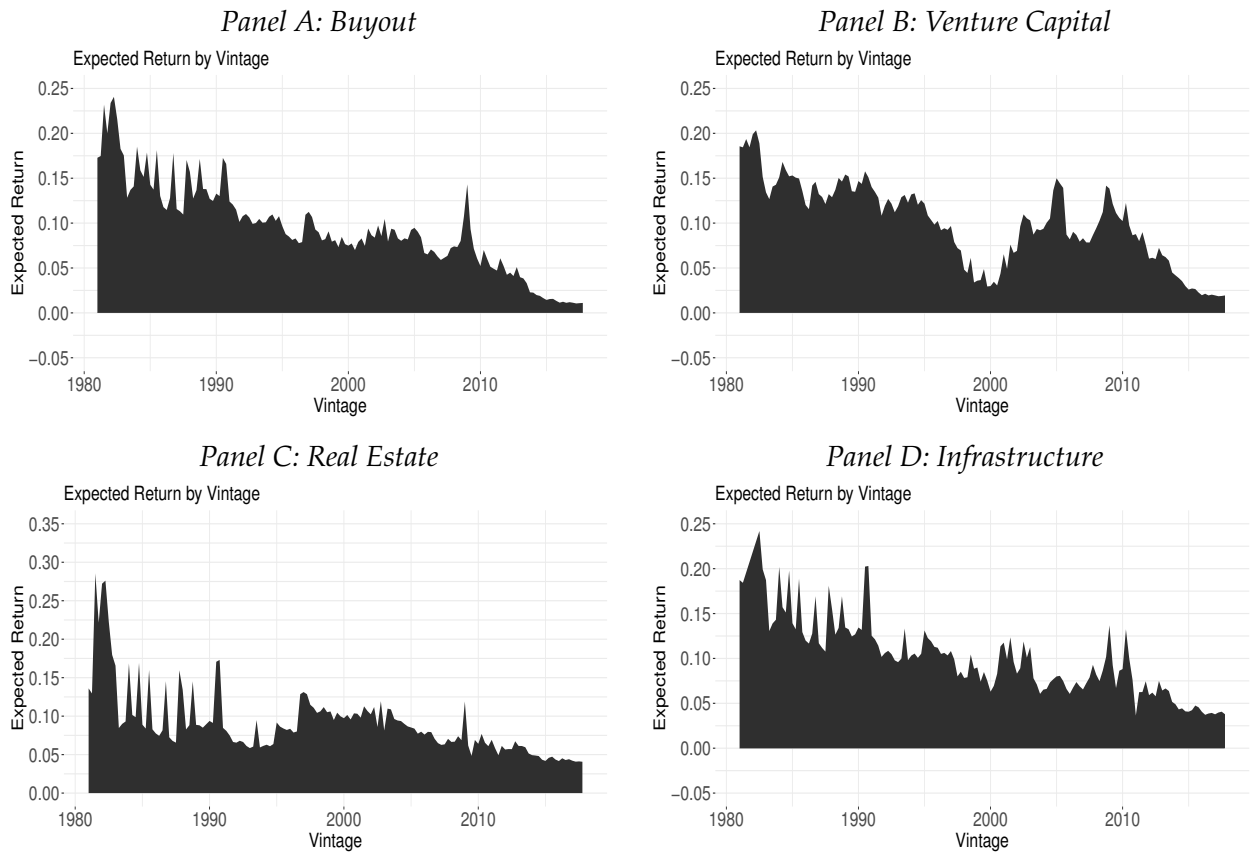 Panel A: Buyout
Expected Return by Vintage
Expected Return
0.25
0.20
0.15
0.10
0.05
0.00
−0.05
1980 1990 2000 2010
Vintage
Panel B: Venture Capital
Expected Return by Vintage
Expected Return
0.25
0.20
0.15
0.10
0.05
0.00
−0.05
1980 1990 2000 2010
Vintage
Panel C: Real Estate
Expected Return by Vintage
Expected Return
0.35
0.30
0.25
0.20
0.15
0.10
0.05
0.00
1980 1990 2000 2010
Vintage
Panel D: Infrastructure
Expected Return by Vintage
Expected Return
0.25
0.20
0.15
0.10
0.05
0.00
−0.05
1980 1990 2000 2010
Vintage